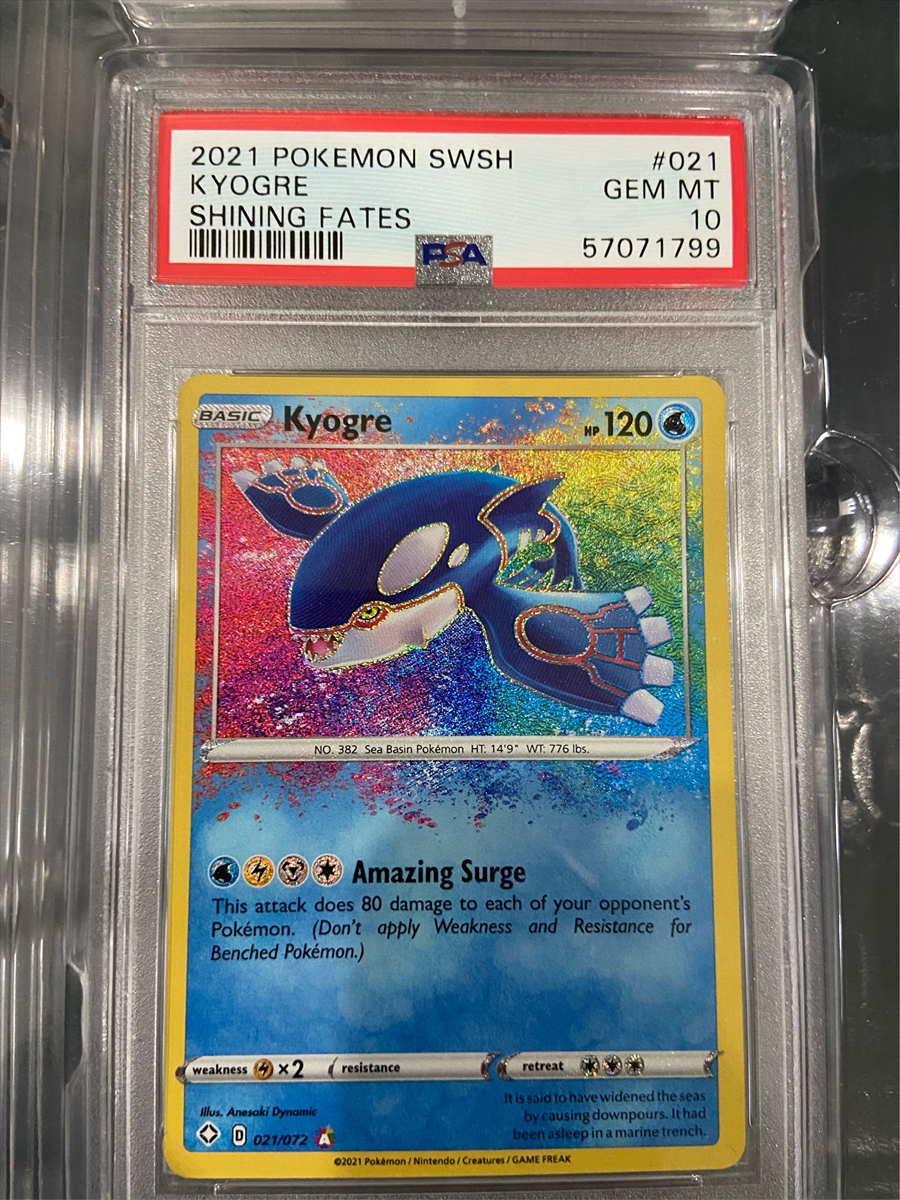 2021 POKEMON SWSH #021
KYOGRE GEM MT
SHINING FATES 10
57071799
PSA
BASIC Kyogre HP 120
NO. 382 Sea Basin Pokémon HT: 14'9" WT: 776 lbs.
Amazing Surge
This attack does 80 damage to each of your opponent's
Pokémon. (Don't apply Weakness and Resistance for
Benched Pokémon.)
weakness ×2 resistance retreat
Illus. Anesaki Dynamic
D 021/072 A
It is said to have widened the seas
by causing downpours. It had
been asleep in a marine trench.
©2021 Pokémon / Nintendo / Creatures / GAME FREAK